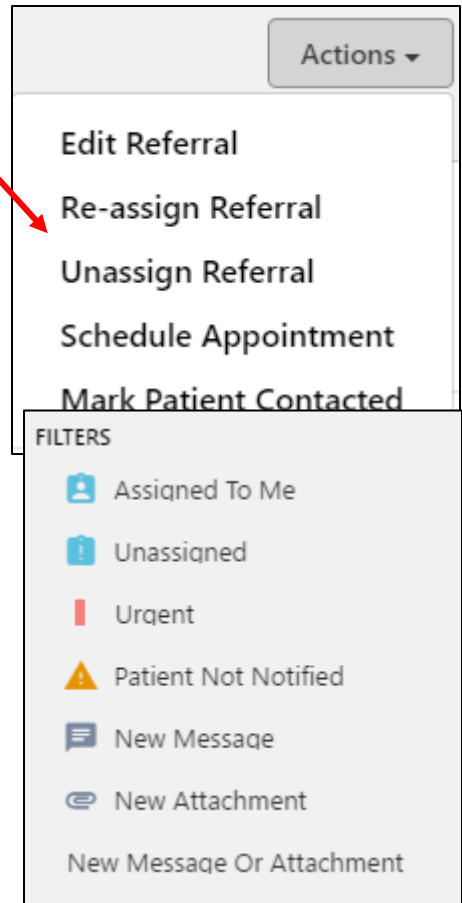 Actions
Edit Referral
Re-assign Referral
Unassign Referral
Schedule Appointment
Mark Patient Contacted
FILTERS
Assigned To Me
Unassigned
Urgent
Patient Not Notified
New Message
New Attachment
New Message Or Attachment